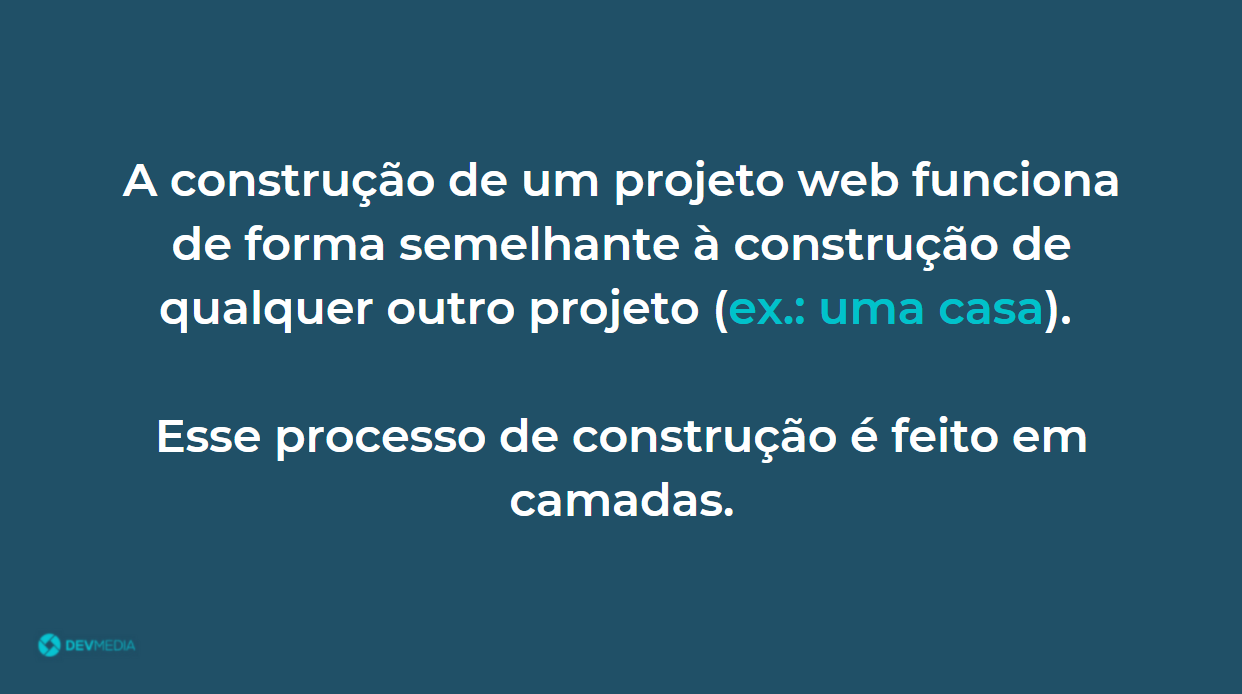 A construção de um projeto web funciona
de forma semelhante à construção de
qualquer outro projeto (ex.: uma casa).
Esse processo de construção é feito em
camadas.
DEVMEDIA